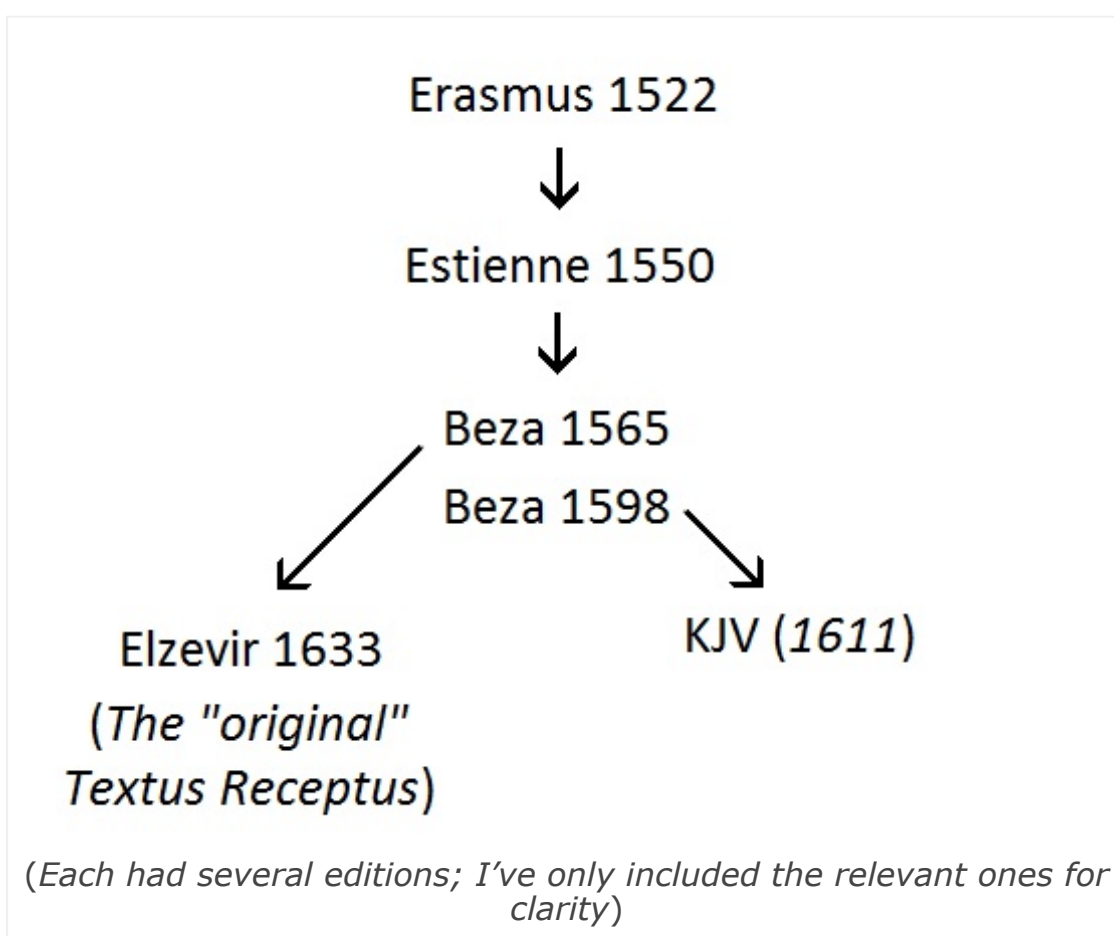 Erasmus 1522
Estienne 1550
Beza 1565
Beza 1598
Elzevir 1633
(The "original"
Textus Receptus)
KJV (1611)
(Each had several editions; I’ve only included the relevant ones for
clarity)